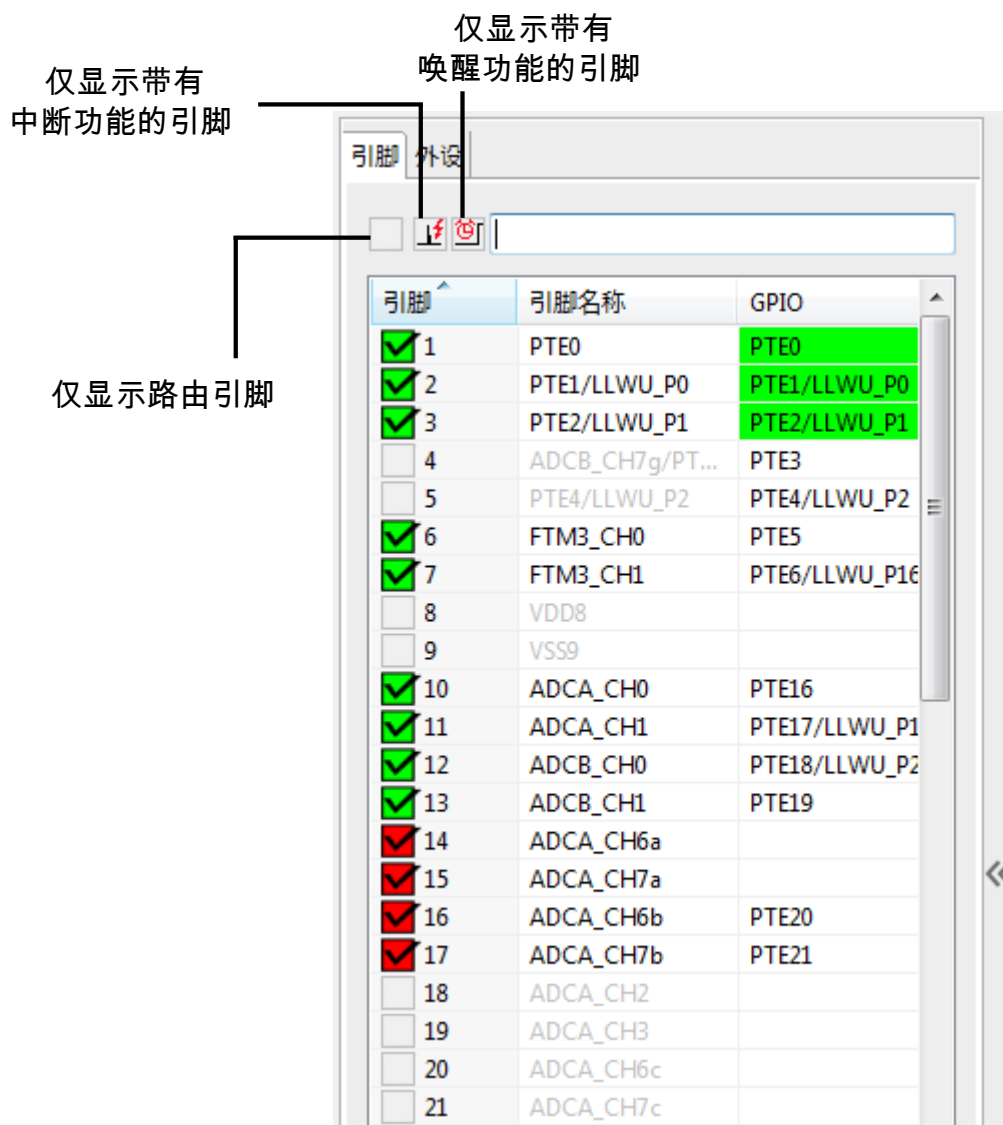 仅显示带有
唤醒功能的引脚
仅显示带有
中断功能的引脚
引脚 外设
仅显示路由引脚
引脚 引脚名称 GPIO
1 PTE0 PTE0
2 PTE1/LLWU_P0 PTE1/LLWU_P0
3 PTE2/LLWU_P1 PTE2/LLWU_P1
4 ADCB_CH7g/PT... PTE3
5 PTE4/LLWU_P2 PTE4/LLWU_P2
6 FTM3_CH0 PTE5
7 FTM3_CH1 PTE6/LLWU_P16
8 VDD8
9 VSS9
10 ADCA_CH0 PTE16
11 ADCA_CH1 PTE17/LLWU_P1
12 ADCB_CH0 PTE18/LLWU_P2
13 ADCB_CH1 PTE19
14 ADCA_CH6a
15 ADCA_CH7a
16 ADCA_CH6b PTE20
17 ADCA_CH7b PTE21
18 ADCA_CH2
19 ADCA_CH3
20 ADCA_CH6c
21 ADCA_CH7c